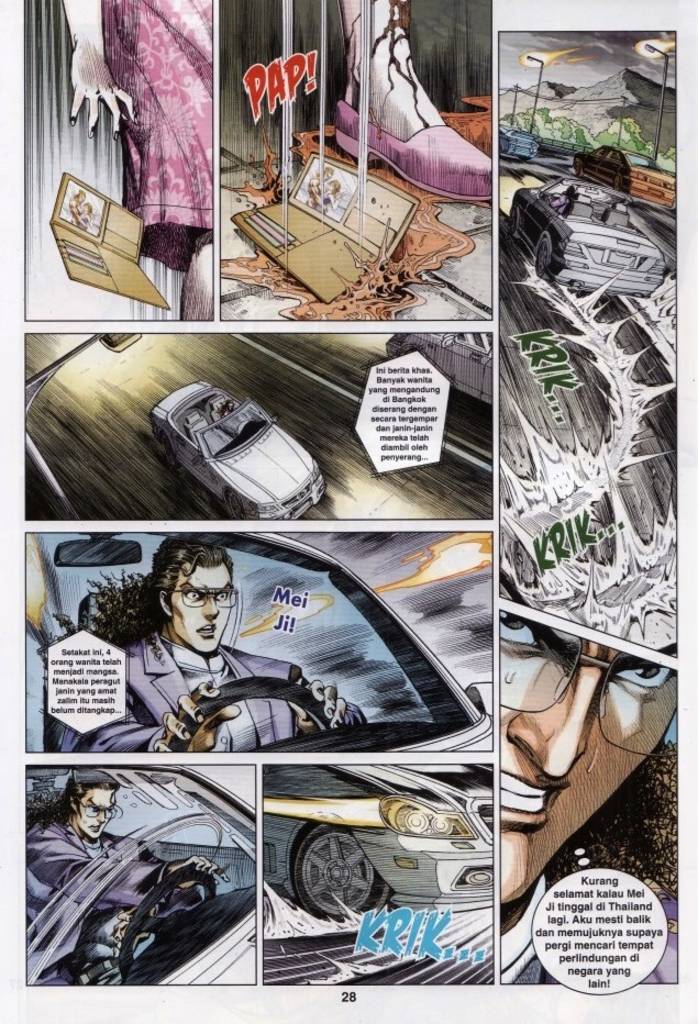 PAP!
Ini berita khas.
Banyak wanita
yang mengandung
di Bangkok
diserang dengan
secara tergempar
dan janin-janin
mereka telah
diambil oleh
penyerang...
Mei
Ji!
Setakat ini, 4
orang wanita telah
menjadi mangsa.
Manakala peragut
janin yang amat
zalim itu masih
belum ditangkap...
KRIK...
KRIK...
KRIK...
Kurang
selamat kalau Mei
Ji tinggal di Thailand
lagi. Aku mesti balik
dan memujuknya supaya
pergi mencari tempat
perlindungan di
negara yang
lain!
28